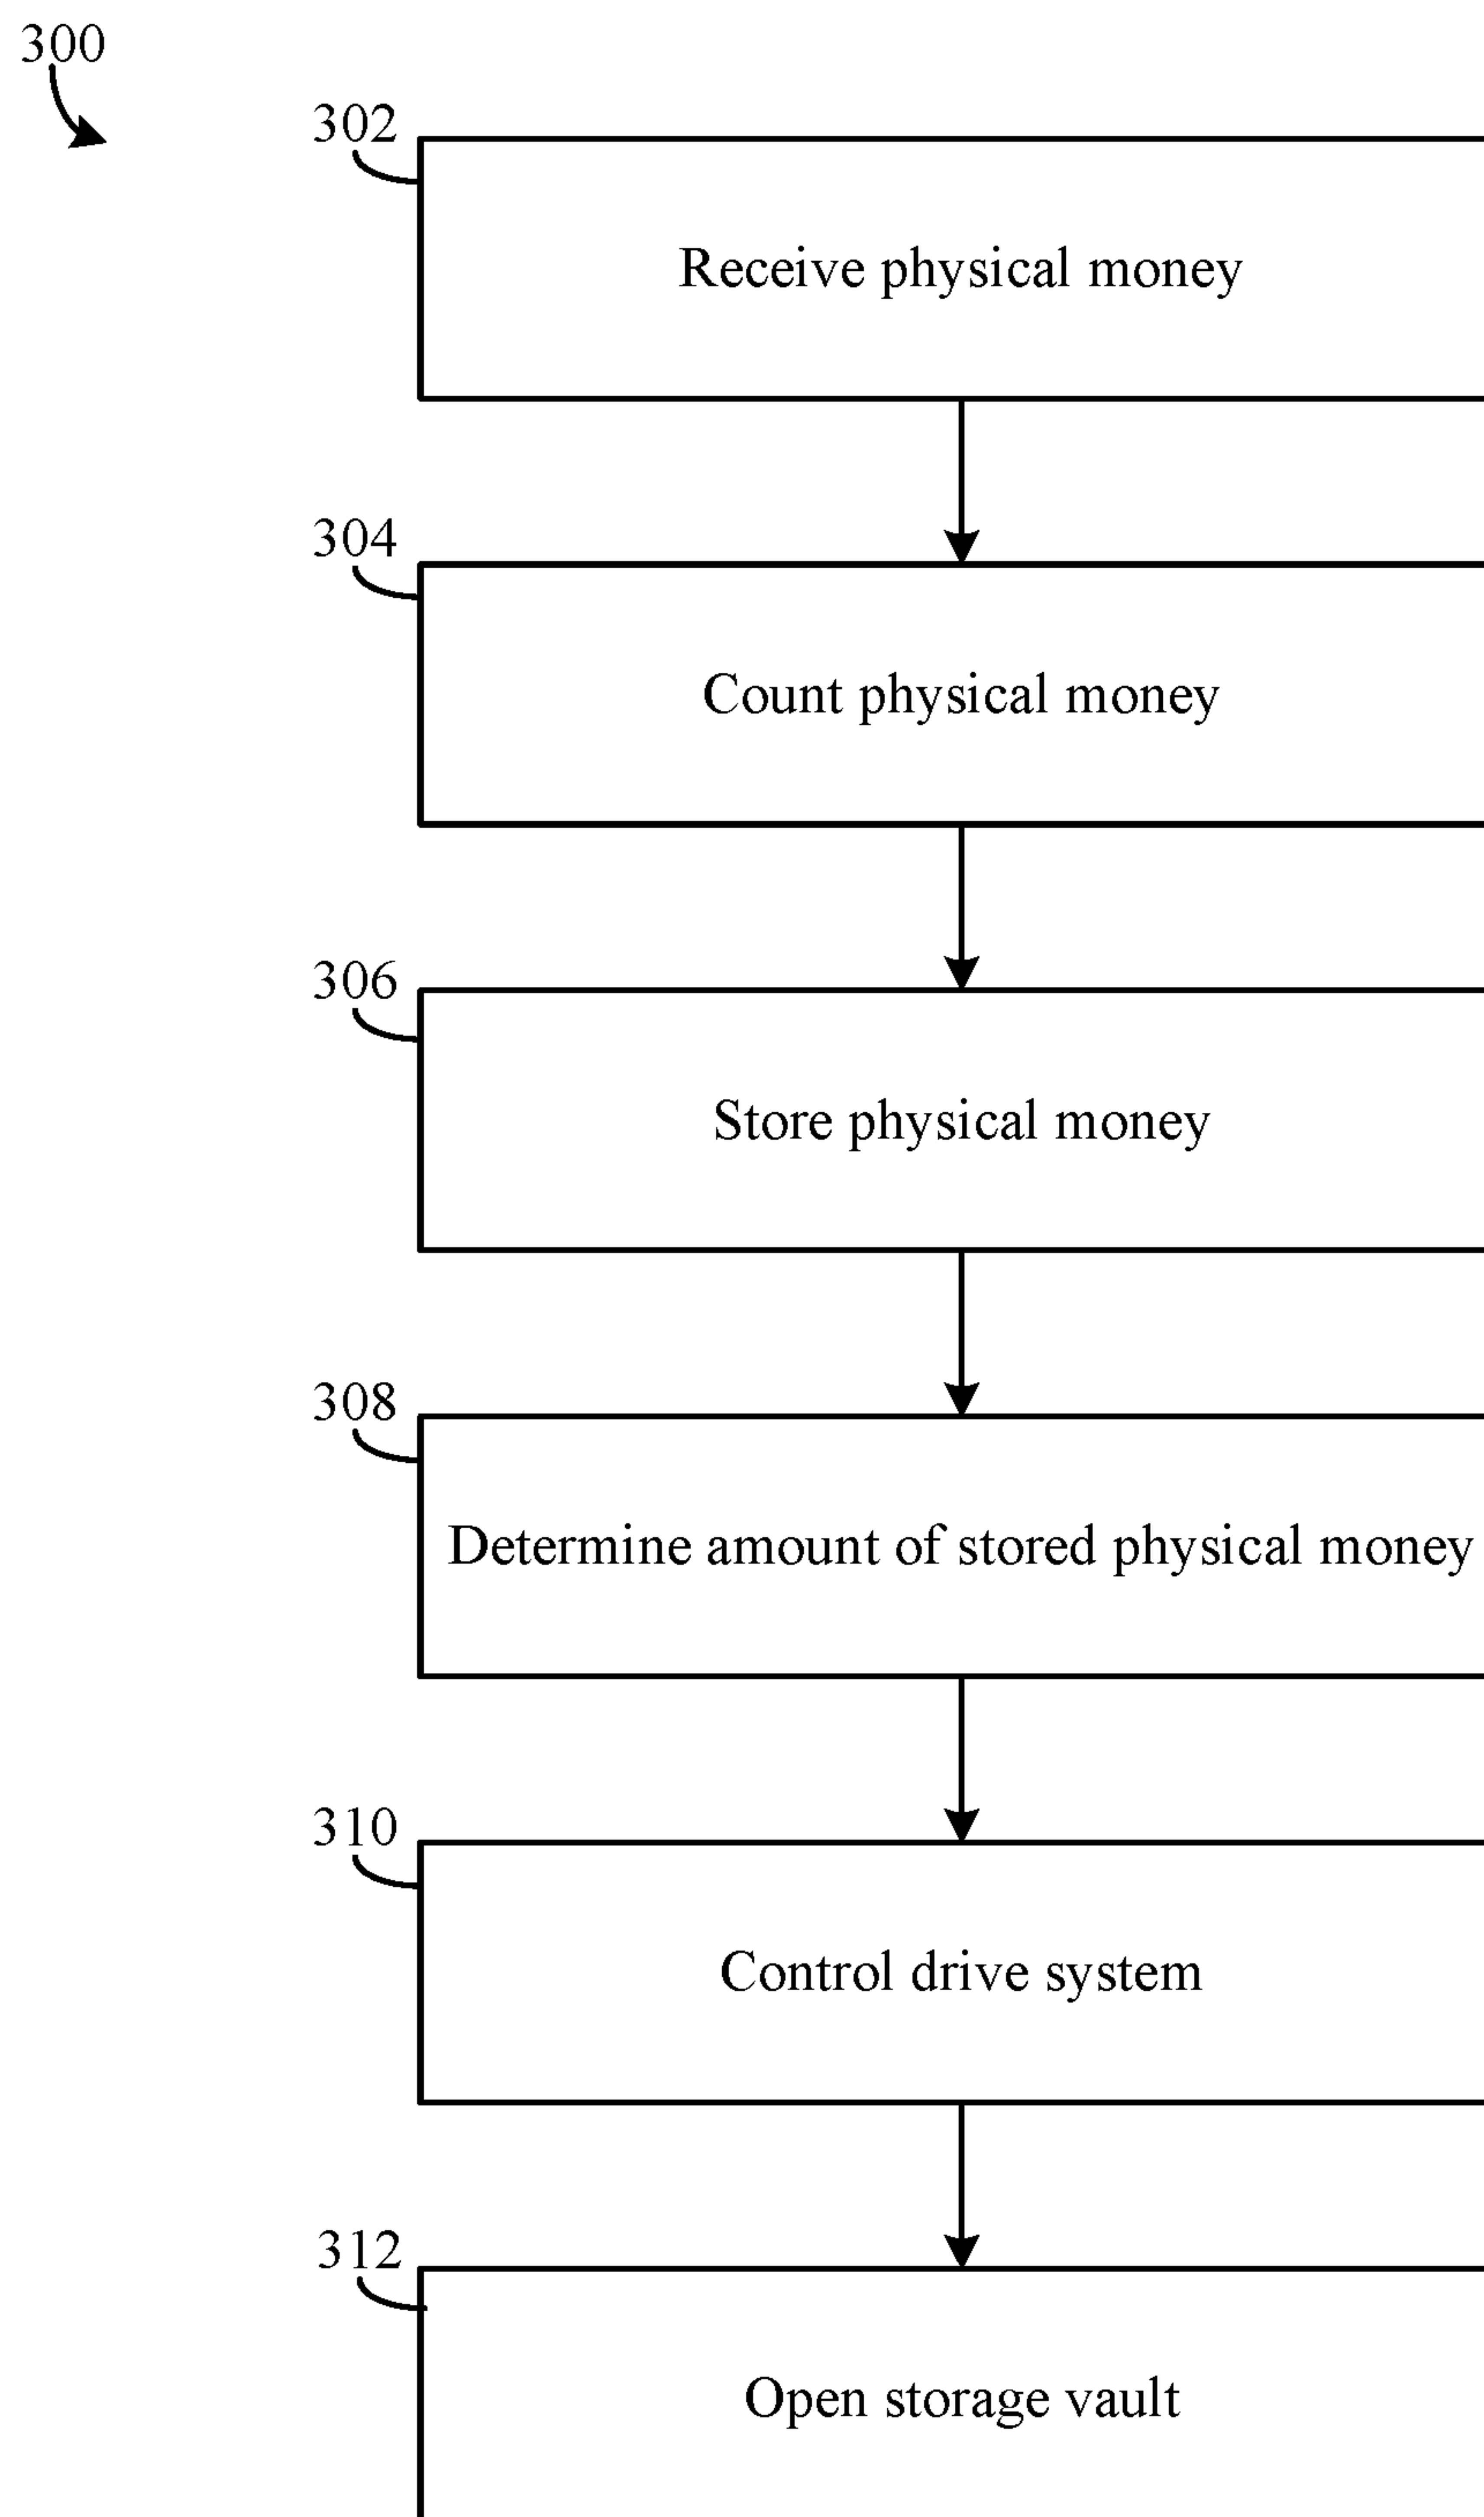 300
302
Receive physical money
304
Count physical money
306
Store physical money
308
Determine amount of stored physical money
310
Control drive system
312
Open storage vault